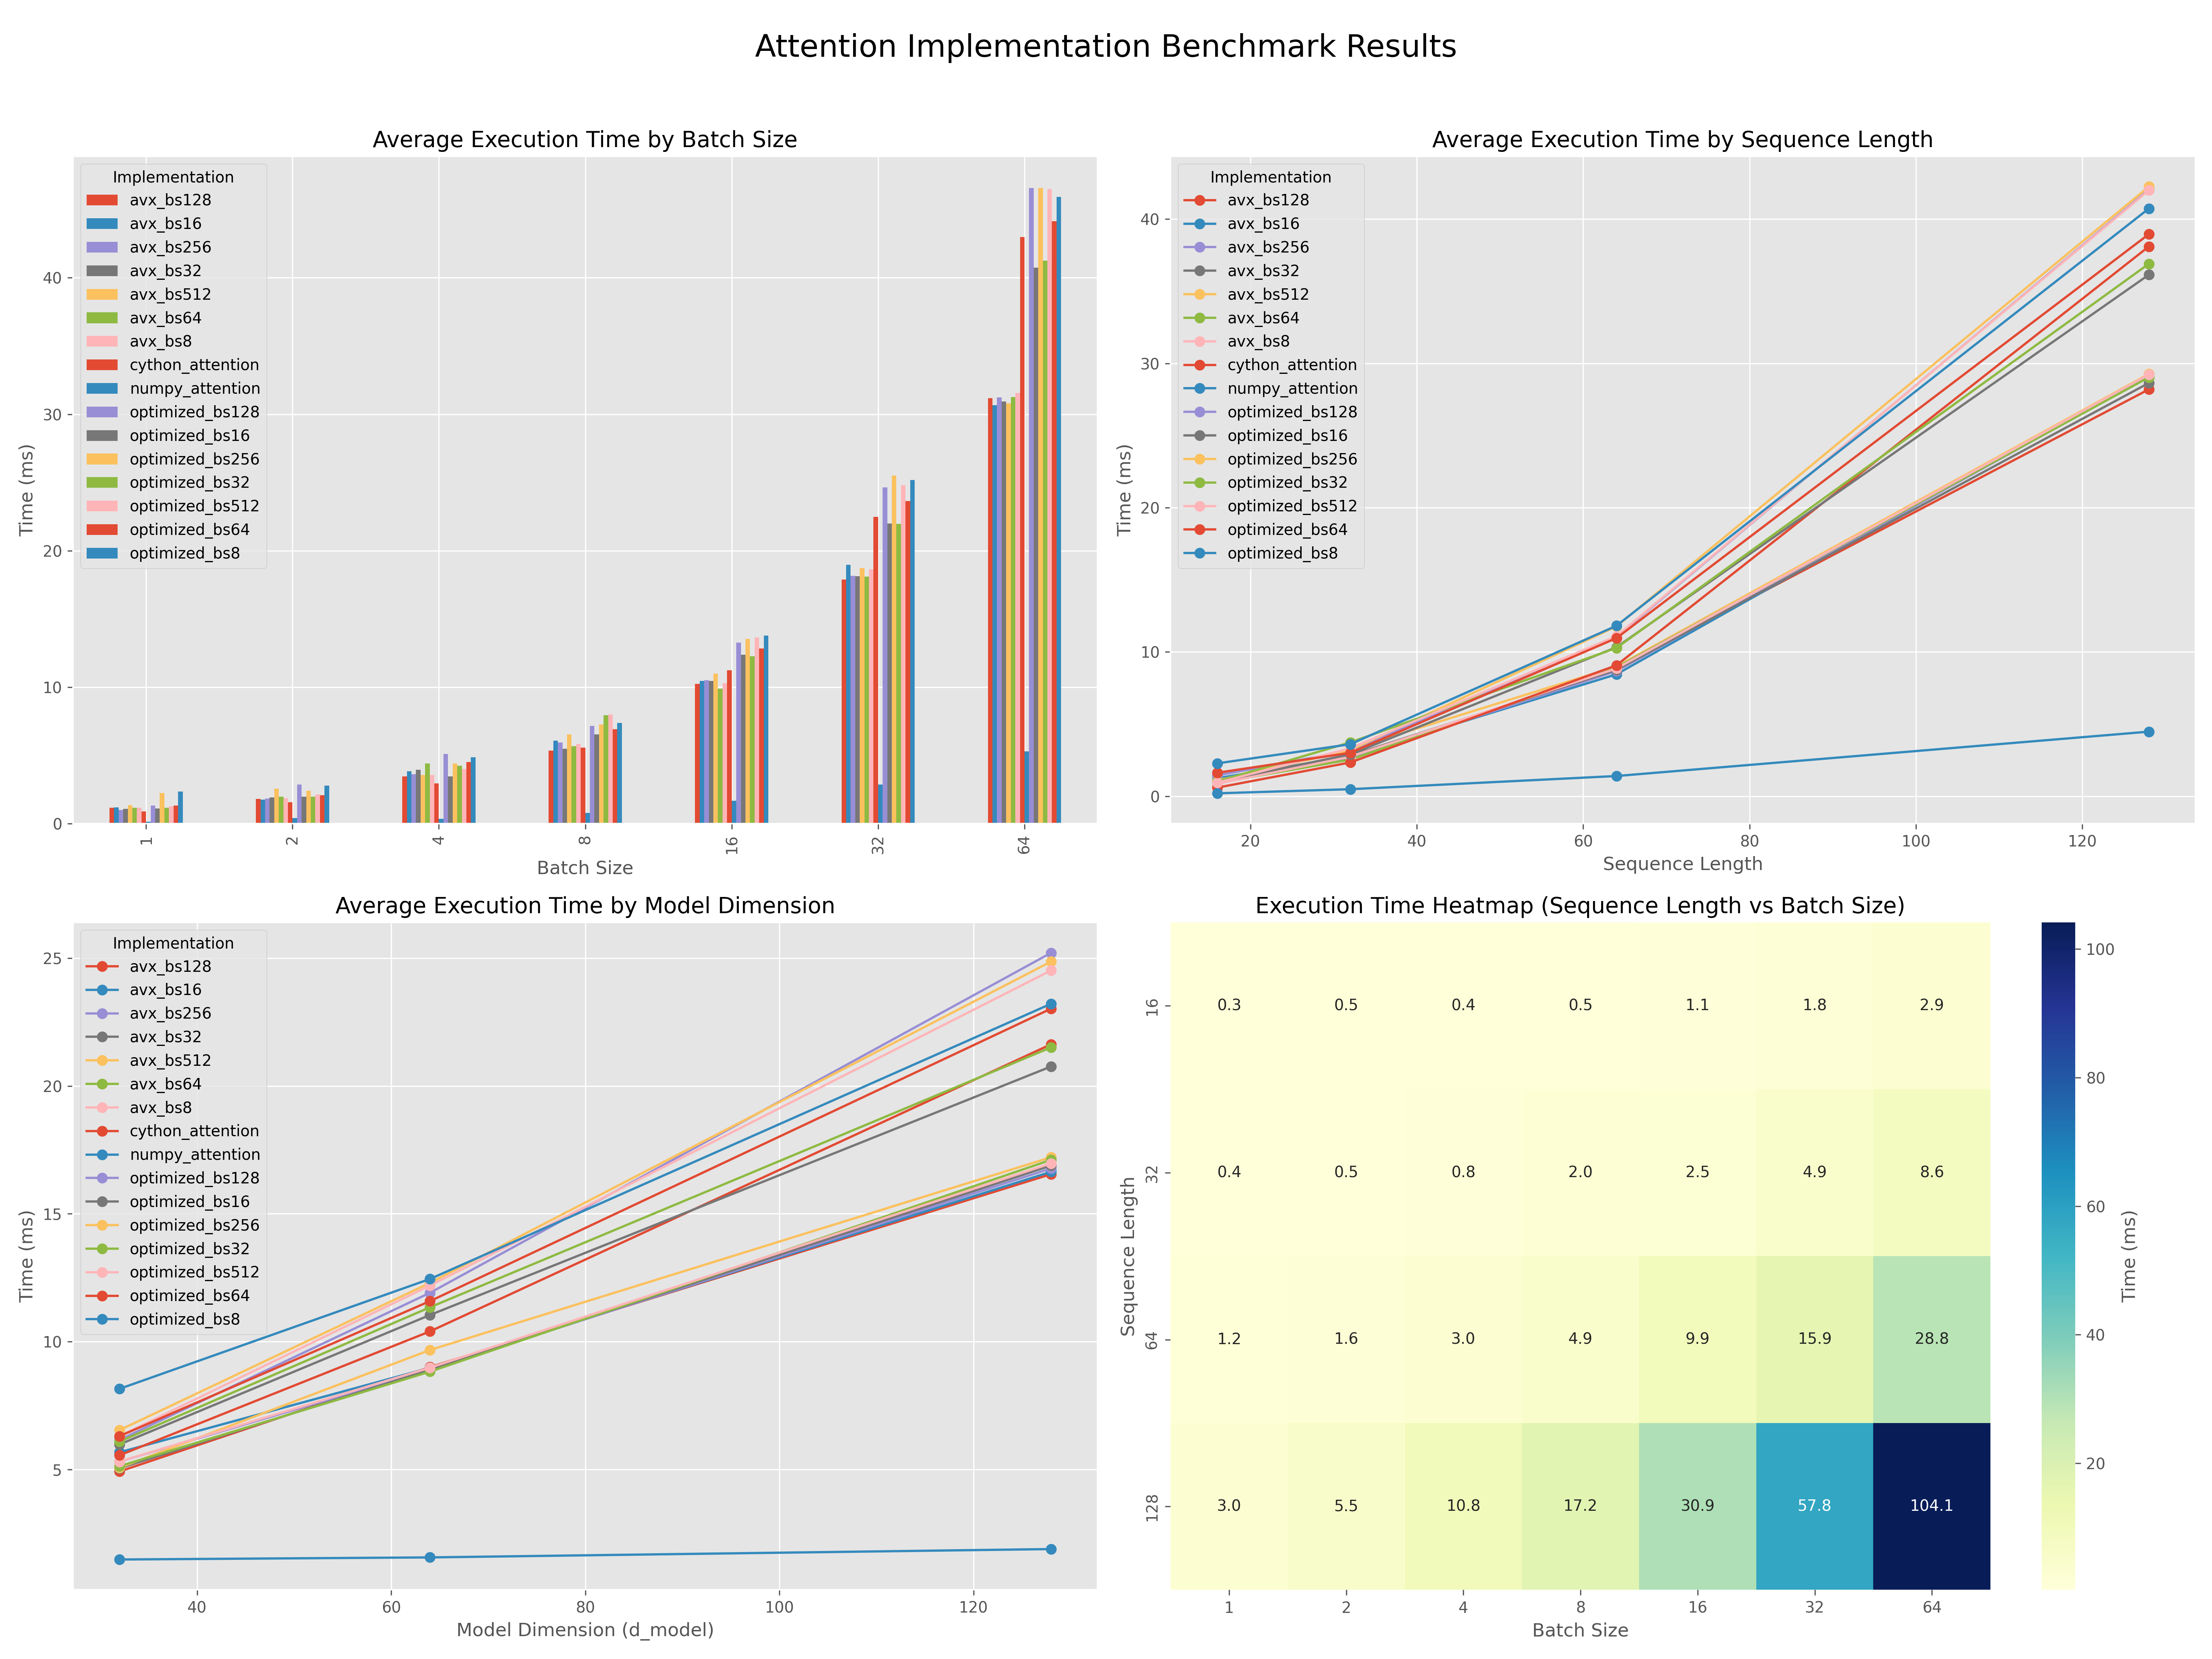 Attention Implementation Benchmark Results
Average Execution Time by Batch Size
Implementation
avx_bs128
avx_bs16
avx_bs256
avx_bs32
avx_bs512
avx_bs64
avx_bs8
cython_attention
numpy_attention
optimized_bs128
optimized_bs16
optimized_bs256
optimized_bs32
optimized_bs512
optimized_bs64
optimized_bs8
Time (ms)
40
30
20
10
0
1 2 4 8 16 32 64
Batch Size
Average Execution Time by Sequence Length
Implementation
avx_bs128
avx_bs16
avx_bs256
avx_bs32
avx_bs512
avx_bs64
avx_bs8
cython_attention
numpy_attention
optimized_bs128
optimized_bs16
optimized_bs256
optimized_bs32
optimized_bs512
optimized_bs64
optimized_bs8
Time (ms)
40
30
20
10
0
20 40 60 80 100 120
Sequence Length
Average Execution Time by Model Dimension
Implementation
avx_bs128
avx_bs16
avx_bs256
avx_bs32
avx_bs512
avx_bs64
avx_bs8
cython_attention
numpy_attention
optimized_bs128
optimized_bs16
optimized_bs256
optimized_bs32
optimized_bs512
optimized_bs64
optimized_bs8
Time (ms)
25
20
15
10
5
40 60 80 100 120
Model Dimension (d_model)
Execution Time Heatmap (Sequence Length vs Batch Size)
Sequence Length
16 0.3 0.5 0.4 0.5 1.1 1.8 2.9
32 0.4 0.5 0.8 2.0 2.5 4.9 8.6
64 1.2 1.6 3.0 4.9 9.9 15.9 28.8
128 3.0 5.5 10.8 17.2 30.9 57.8 104.1
1 2 4 8 16 32 64
Batch Size
100
80
60
40
20
Time (ms)